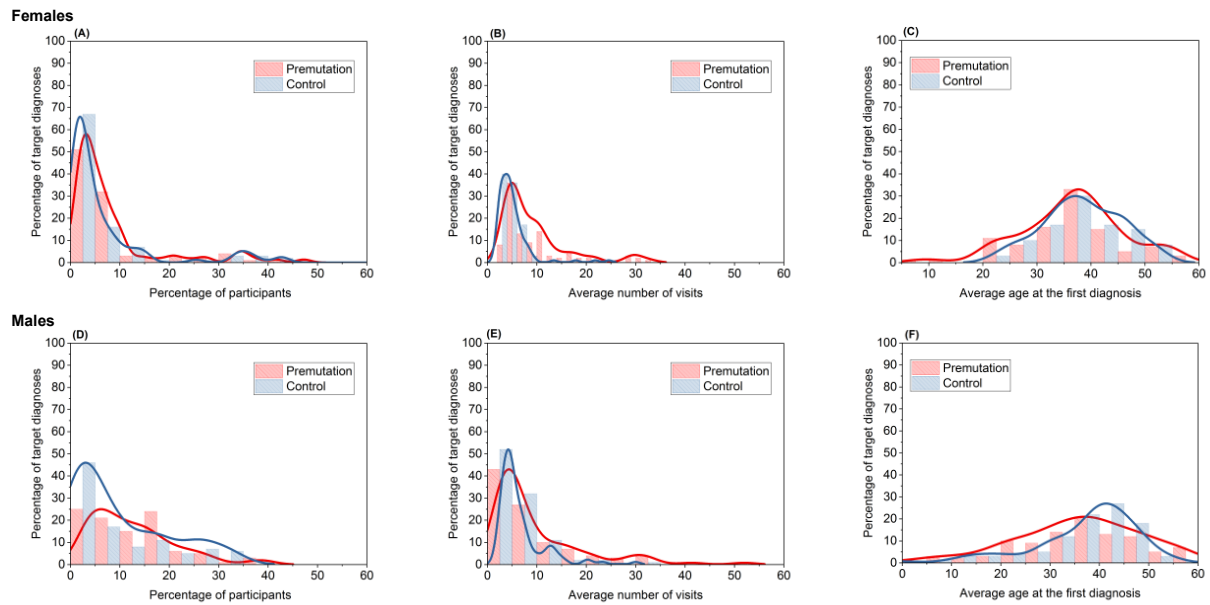 Females
(A)
Percentage of target diagnoses
100
90
80
70
60
50
40
30
20
10
0
Premutation
Control
0 10 20 30 40 50 60
Percentage of participants
(B)
Percentage of target diagnoses
100
90
80
70
60
50
40
30
20
10
0
Premutation
Control
0 10 20 30 40 50 60
Average number of visits
(C)
Percentage of target diagnoses
100
90
80
70
60
50
40
30
20
10
0
Premutation
Control
10 20 30 40 50 60
Average age at the first diagnosis
Males
(D)
Percentage of target diagnoses
100
90
80
70
60
50
40
30
20
10
0
Premutation
Control
0 10 20 30 40 50 60
Percentage of participants
(E)
Percentage of target diagnoses
100
90
80
70
60
50
40
30
20
10
0
Premutation
Control
0 10 20 30 40 50 60
Average number of visits
(F)
Percentage of target diagnoses
100
90
80
70
60
50
40
30
20
10
0
Premutation
Control
0 10 20 30 40 50 60
Average age at the first diagnosis